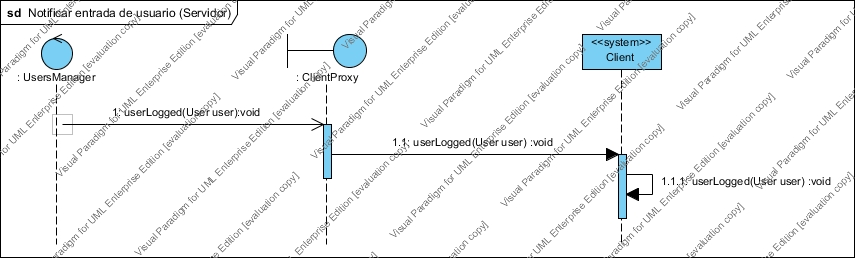 sd Notificar entrada de usuario (Servidor)
<<system>>
Client
: UsersManager
: ClientProxy
1: userLogged(User user):void
1.1: userLogged(User user) :void
1.1.1: userLogged(User user) :void
Visual Paradigm for UML Enterprise Edition [evaluation copy]